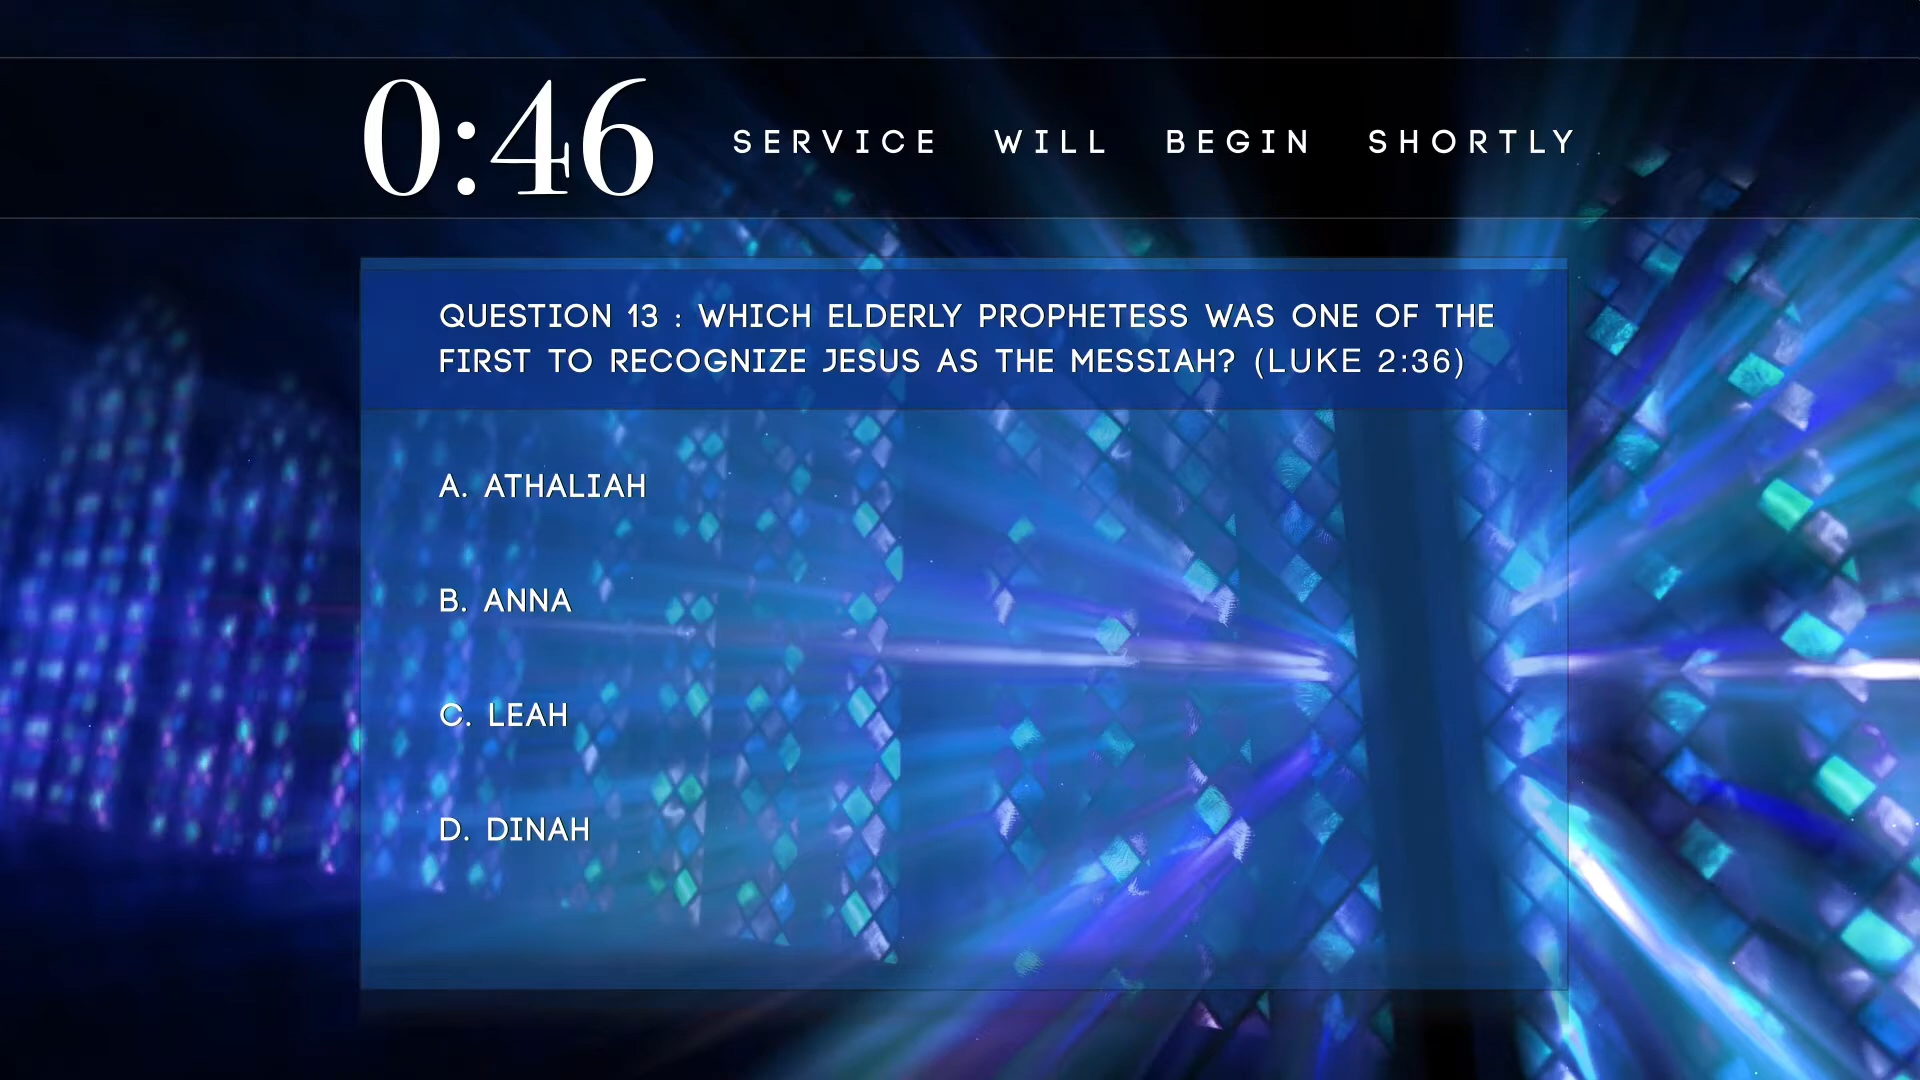 0:46 SERVICE WILL BEGIN SHORTLY
QUESTION 13 : WHICH ELDERLY PROPHETESS WAS ONE OF THE
FIRST TO RECOGNIZE JESUS AS THE MESSIAH? (LUKE 2:36)
A. ATHALIAH
B. ANNA
C. LEAH
D. DINAH